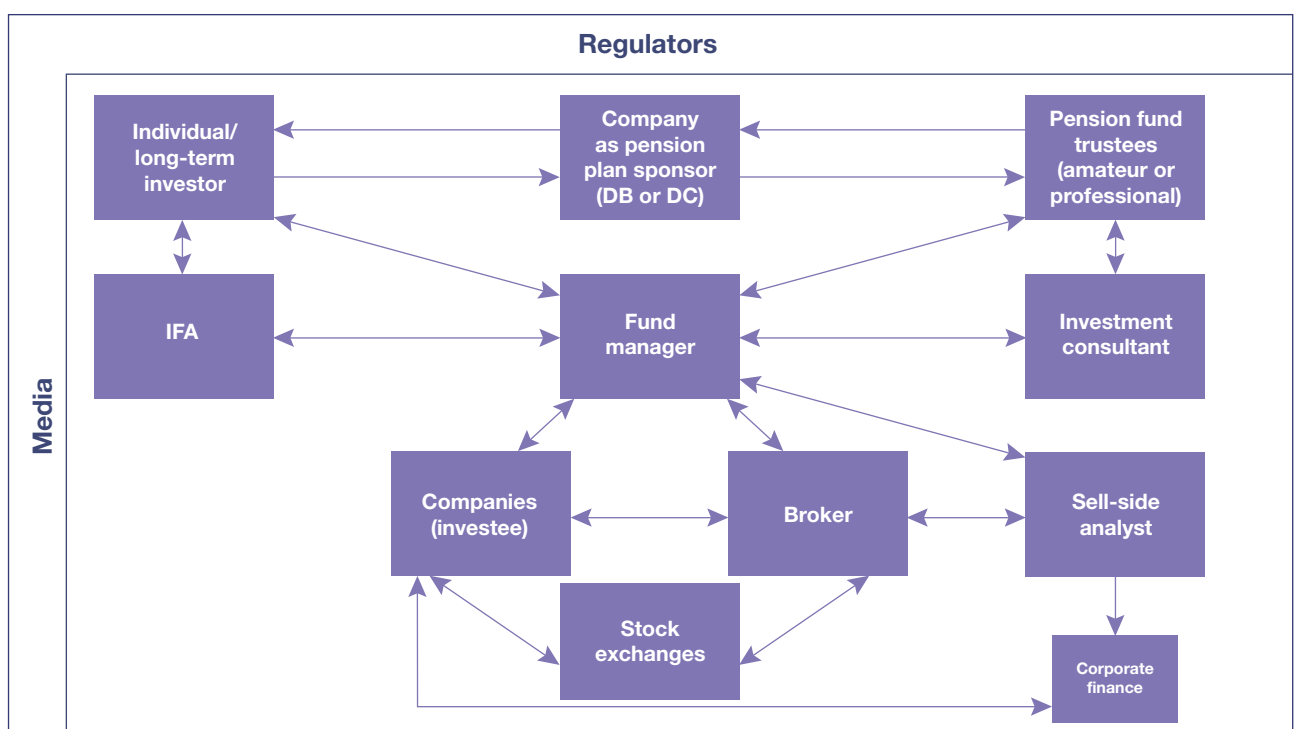 Regulators
Media
Individual/
long-term
investor
Company
as pension
plan sponsor
(DB or DC)
Pension fund
trustees
(amateur or
professional)
IFA
Fund
manager
Investment
consultant
Companies
(investee)
Broker
Sell-side
analyst
Stock
exchanges
Corporate
finance